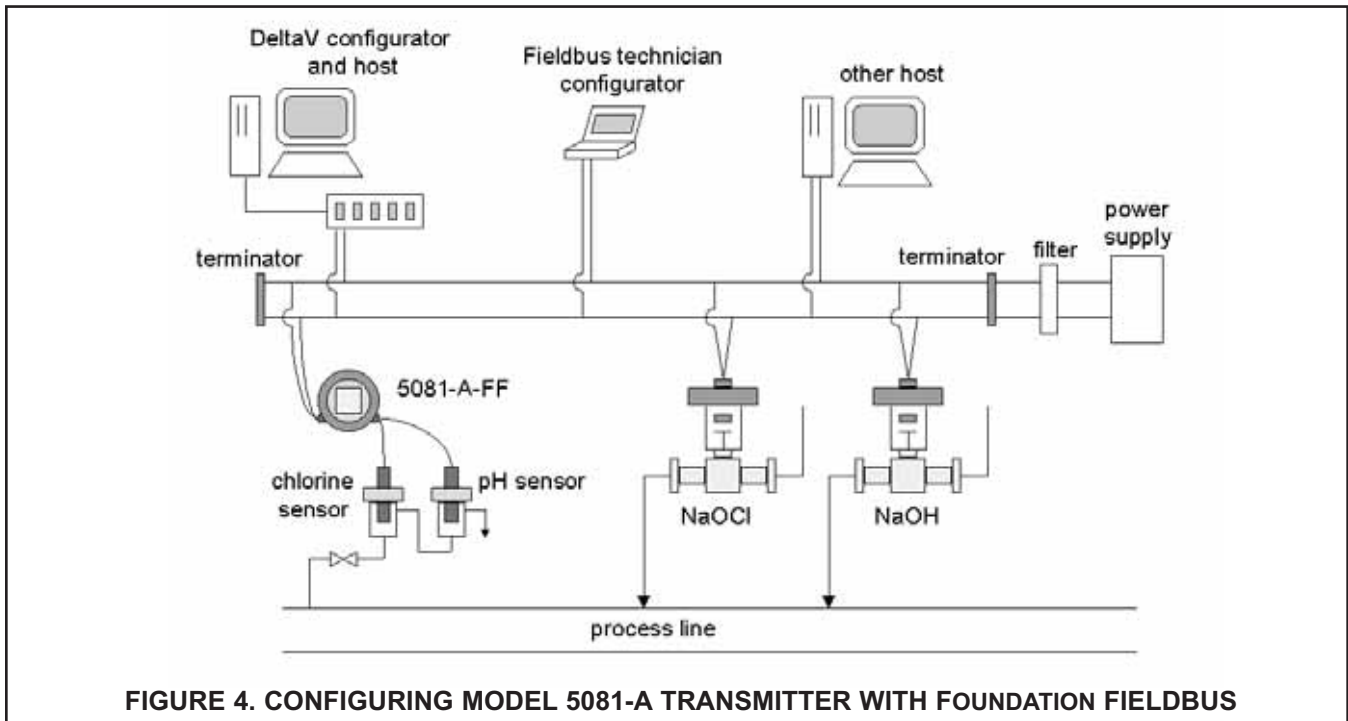 DeltaV configurator
and host
Fieldbus technician
configurator
other host
power
supply
terminator
terminator
filter
5081-A-FF
chlorine
sensor
pH sensor
NaOCl
NaOH
process line
FIGURE 4. CONFIGURING MODEL 5081-A TRANSMITTER WITH FOUNDATION FIELDBUS